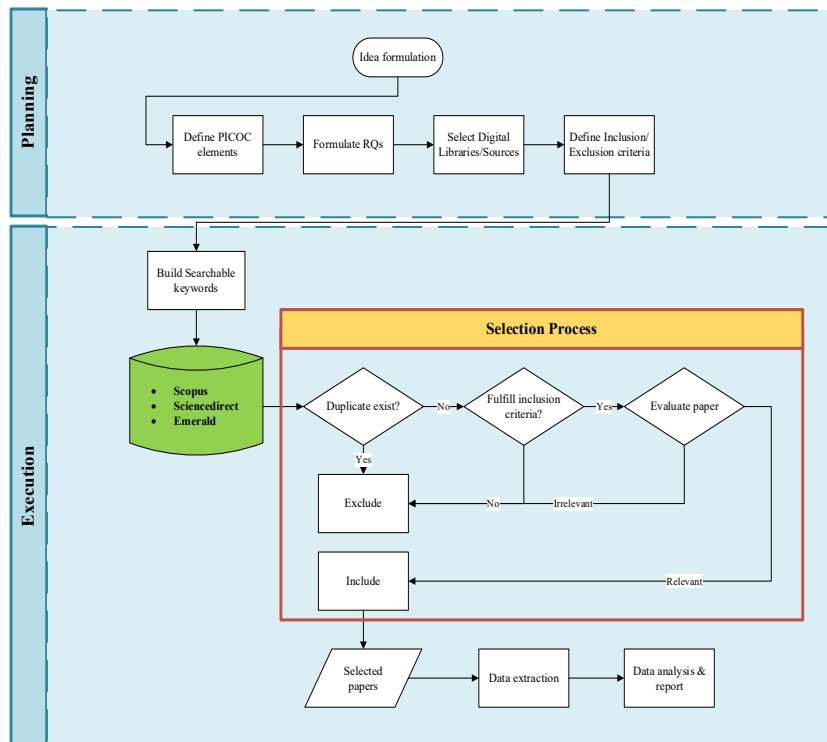 Planning
Idea formulation
Define PICOC
elements
Formulate RQs
Select Digital
Libraries/Sources
Define Inclusion/
Exclusion criteria
Execution
Build Searchable
keywords
• Scopus
• Sciencedirect
• Emerald
Selection Process
Duplicate exist?
No
Fulfill inclusion
criteria?
Yes
Evaluate paper
Yes
Exclude
No
Irrelevant
Include
Relevant
Selected
papers
Data extraction
Data analysis &
report